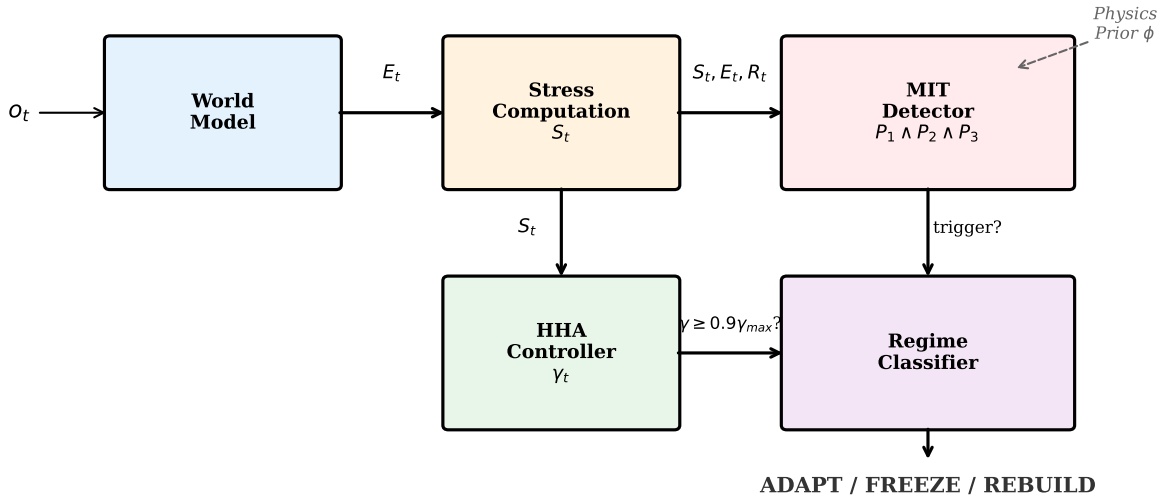 Physics
Prior ϕ
o_t
World
Model
E_t
Stress
Computation
S_t
S_t, E_t, R_t
MIT
Detector
P_1 ∧ P_2 ∧ P_3
S_t
trigger?
HHA
Controller
γ_t
γ ≥ 0.9γ_max?
Regime
Classifier
ADAPT / FREEZE / REBUILD